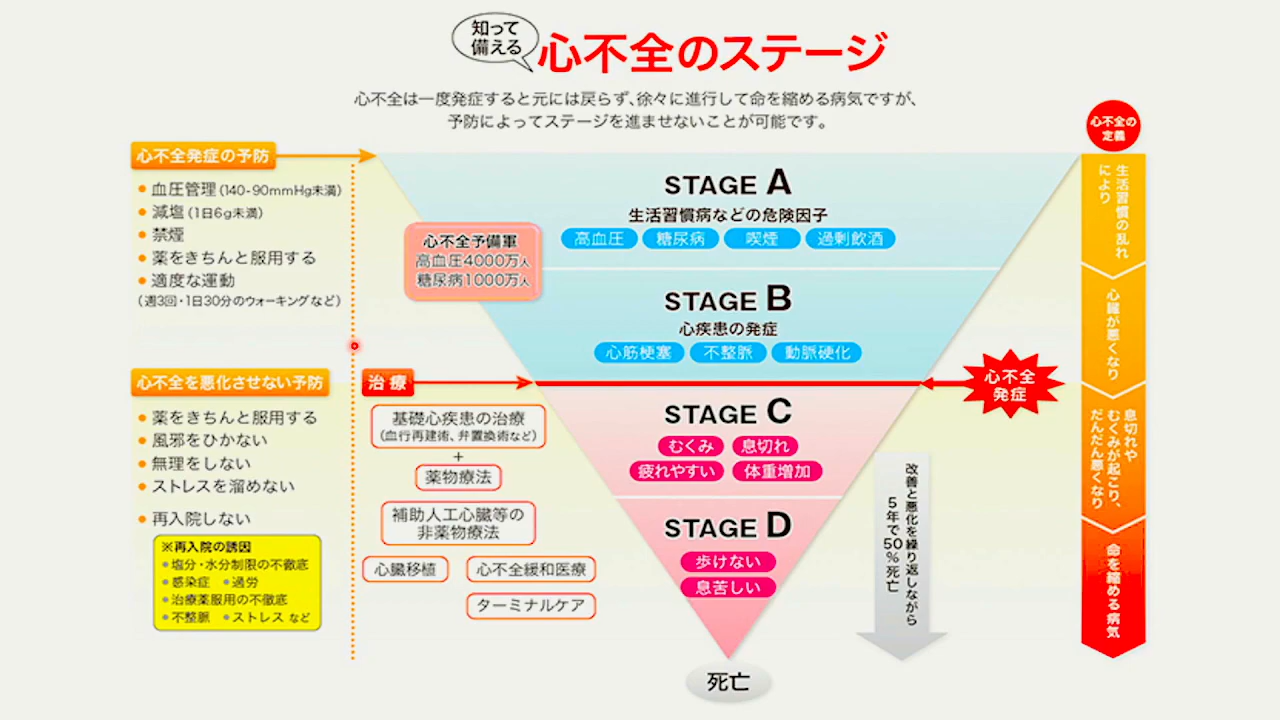 知って
備える
心不全のステージ
心不全は一度発症すると元には戻らず、徐々に進行して命を縮める病気ですが、
予防によってステージを進ませないことが可能です。
心不全発症の予防
● 血圧管理(140-90mmHg未満)
● 減塩(1日6g未満)
● 禁煙
● 薬をきちんと服用する
● 適度な運動
(週3回・1日30分のウォーキングなど)
心不全予備軍
高血圧4000万人
糖尿病1000万人
STAGE A
生活習慣病などの危険因子
高血圧 糖尿病 喫煙 過剰飲酒
STAGE B
心疾患の発症
心筋梗塞 不整脈 動脈硬化
心不全
発症
心不全を悪化させない予防
● 薬をきちんと服用する
● 風邪をひかない
● 無理をしない
● ストレスを溜めない
● 再入院しない
※再入院の誘因
●塩分・水分制限の不徹底
●感染症 ●過労
●治療薬服用の不徹底
●不整脈 ●ストレス など
治療
基礎心疾患の治療
(血行再建術、弁置換術など)
+
薬物療法
補助人工心臓等の
非薬物療法
心臓移植 心不全緩和医療
ターミナルケア
STAGE C
むくみ 息切れ
疲れやすい 体重増加
STAGE D
歩けない
息苦しい
死亡
改善と悪化を繰り返しながら
5年で50%死亡
心不全の
定義
生活習慣の乱れ
により
心臓が悪くなり
息切れや
むくみが起こり、
だんだん悪くなり
命を縮める病気